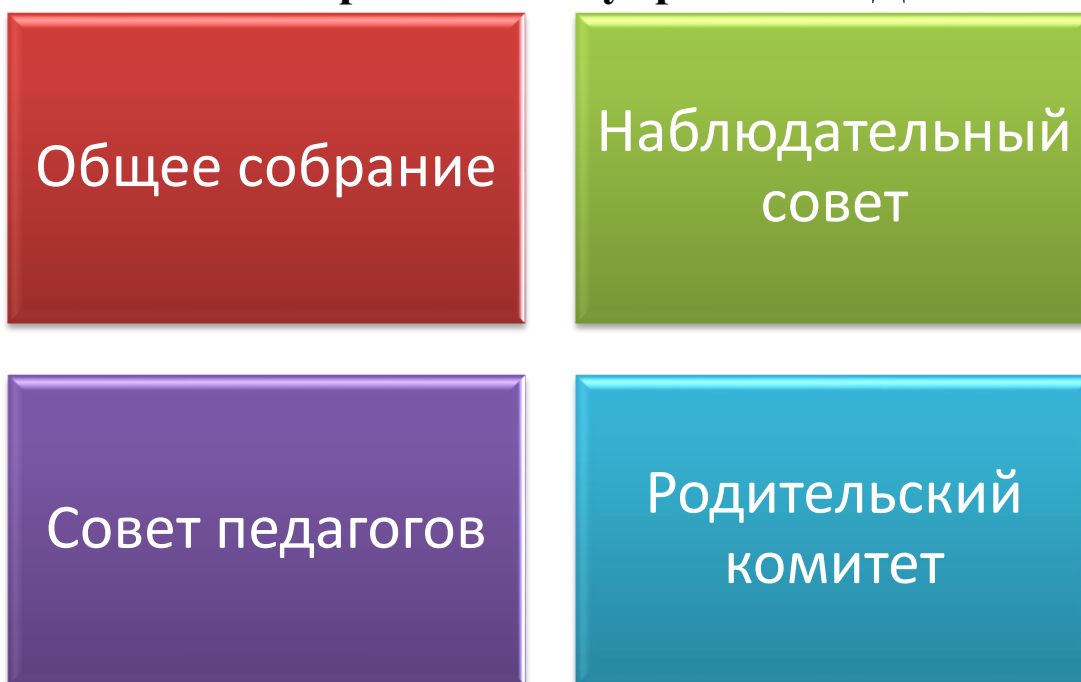 Общее собрание
Наблюдательный
совет
Совет педагогов
Родительский
комитет